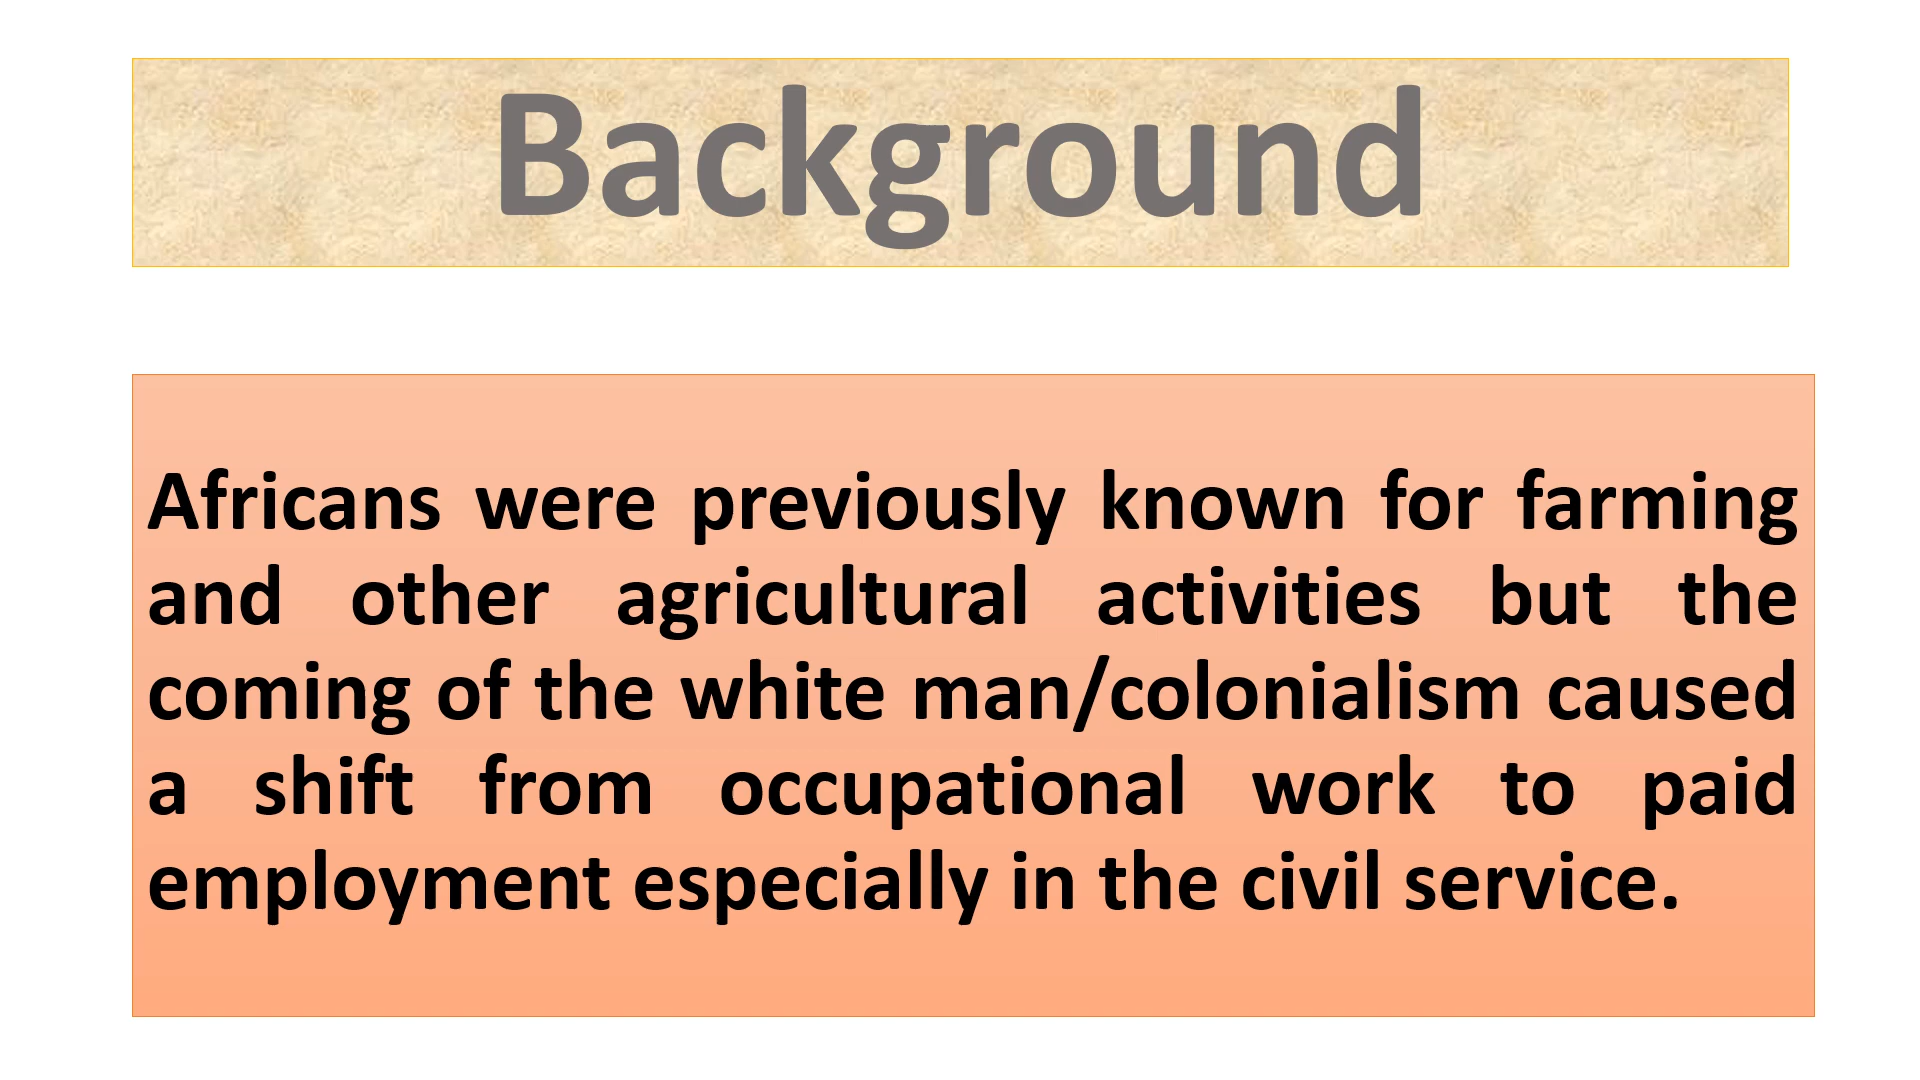 Background
Africans were previously known for farming
and other agricultural activities but the
coming of the white man/colonialism caused
a shift from occupational work to paid
employment especially in the civil service.